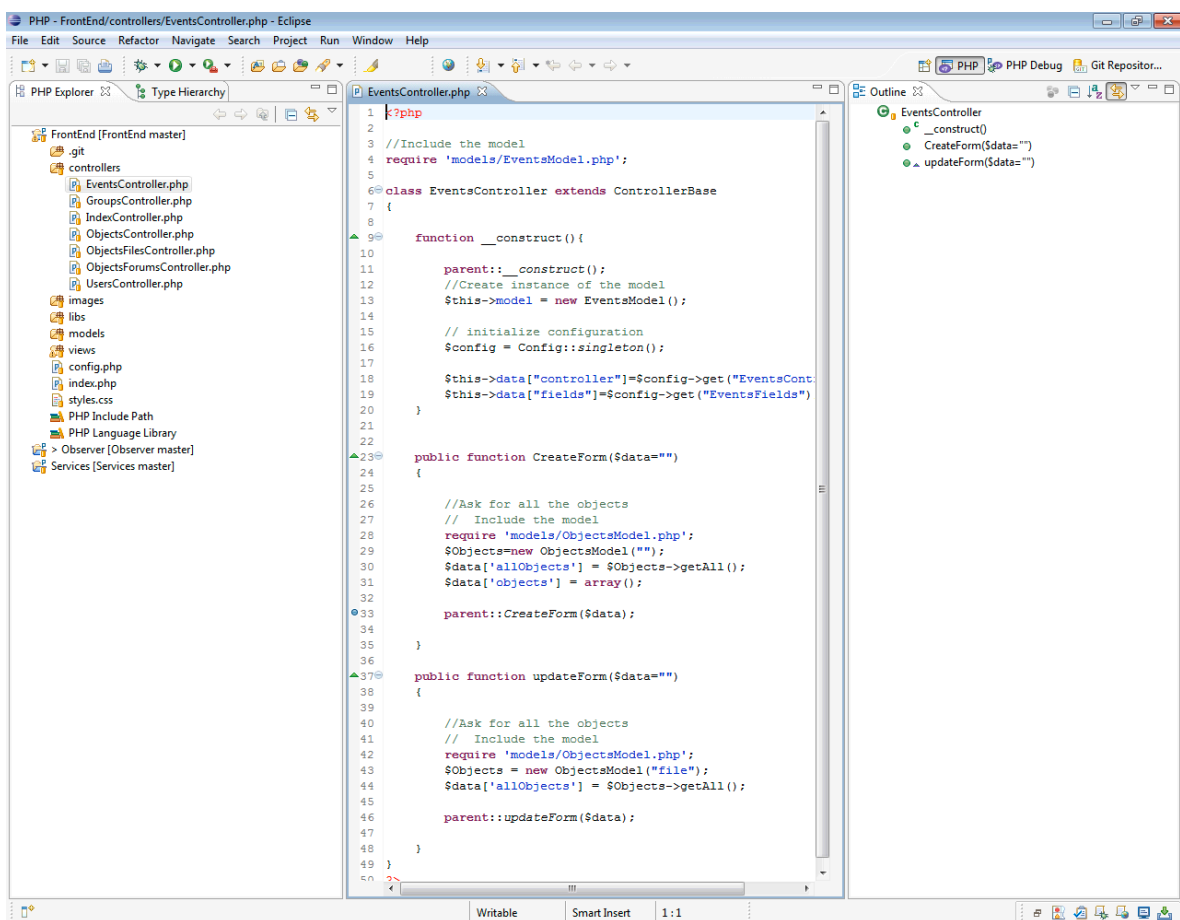 PHP - FrontEnd/controllers/EventsController.php - Eclipse
File Edit Source Refactor Navigate Search Project Run Window Help
PHP PHP Debug Git Repositor...
PHP Explorer Type Hierarchy
FrontEnd [FrontEnd master]
.git
controllers
EventsController.php
GroupsController.php
IndexController.php
ObjectsController.php
ObjectsFilesController.php
ObjectsForumsController.php
UsersController.php
images
libs
models
views
config.php
index.php
styles.css
PHP Include Path
PHP Language Library
> Observer [Observer master]
Services [Services master]
EventsController.php
1 <?php
2
3 //Include the model
4 require 'models/EventsModel.php';
5
6 class EventsController extends ControllerBase
7 {
8
9 function __construct(){
10
11 parent::__construct();
12 //Create instance of the model
13 $this->model = new EventsModel();
14
15 // initialize configuration
16 $config = Config::singleton();
17
18 $this->data["controller"]=$config->get("EventsCont
19 $this->data["fields"]=$config->get("EventsFields")
20 }
21
22
23 public function CreateForm($data="")
24 {
25
26 //Ask for all the objects
27 // Include the model
28 require 'models/ObjectsModel.php';
29 $Objects=new ObjectsModel("");
30 $data['allObjects'] = $Objects->getAll();
31 $data['objects'] = array();
32
33 parent::CreateForm($data);
34
35 }
36
37 public function updateForm($data="")
38 {
39
40 //Ask for all the objects
41 // Include the model
42 require 'models/ObjectsModel.php';
43 $Objects = new ObjectsModel("file");
44 $data['allObjects'] = $Objects->getAll();
45
46 parent::updateForm($data);
47
48 }
49 }
50 ?>
Outline
EventsController
__construct()
CreateForm($data="")
updateForm($data="")
Writable Smart Insert 1:1